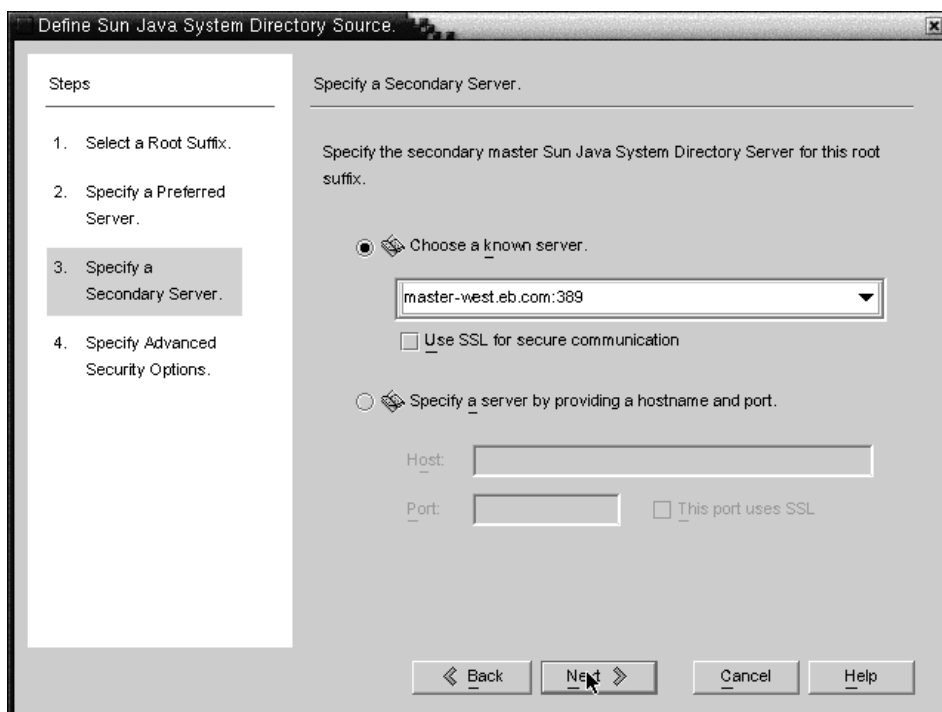 Define Sun Java System Directory Source.
Steps
1. Select a Root Suffix.
2. Specify a Preferred
Server.
3. Specify a
Secondary Server.
4. Specify Advanced
Security Options.
Specify a Secondary Server.
Specify the secondary master Sun Java System Directory Server for this root
suffix.
Choose a known server.
master-west.eb.com:389
Use SSL for secure communication
Specify a server by providing a hostname and port.
Host:
Port:
This port uses SSL
Back
Next
Cancel
Help